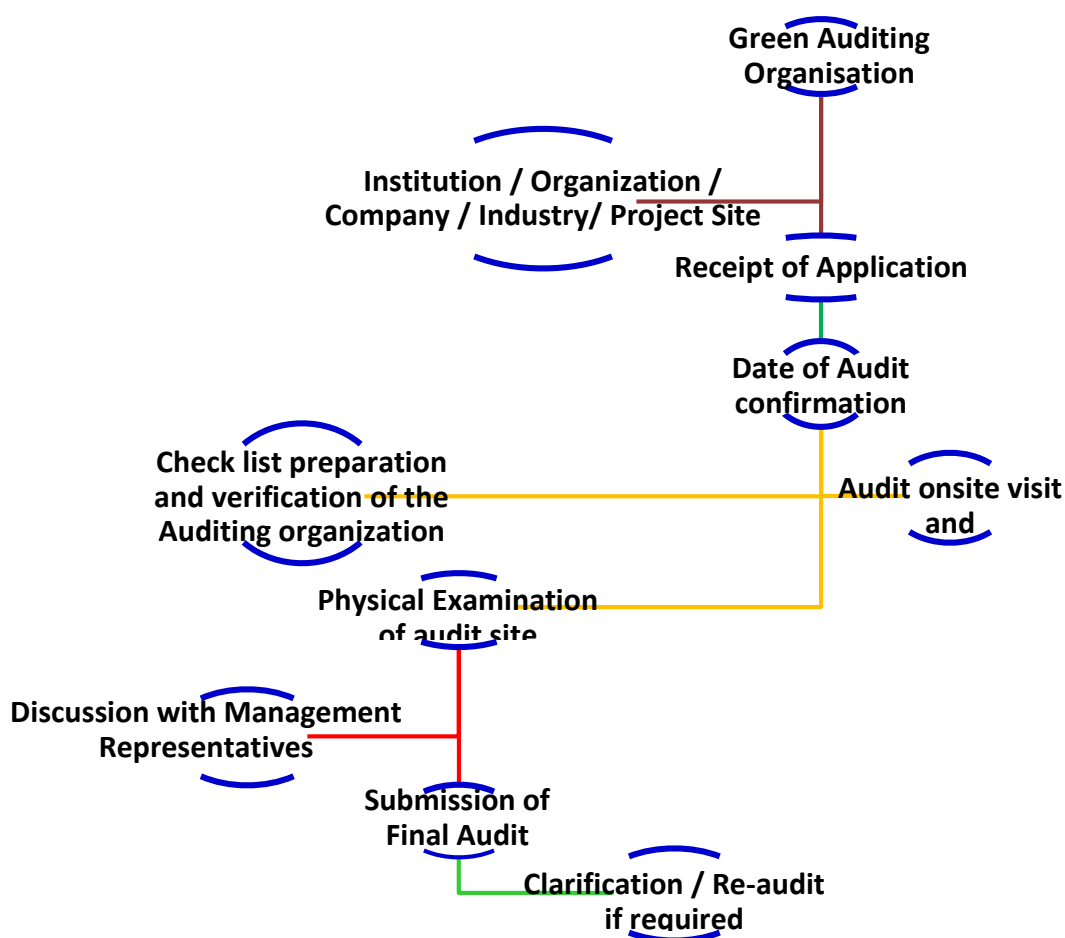 Green Auditing
Organisation
Institution / Organization /
Company / Industry/ Project Site
Receipt of Application
Date of Audit
confirmation
Check list preparation
and verification of the
Auditing organization
Audit onsite visit
and
Physical Examination
of audit site
Discussion with Management
Representatives
Submission of
Final Audit
Clarification / Re-audit
if required